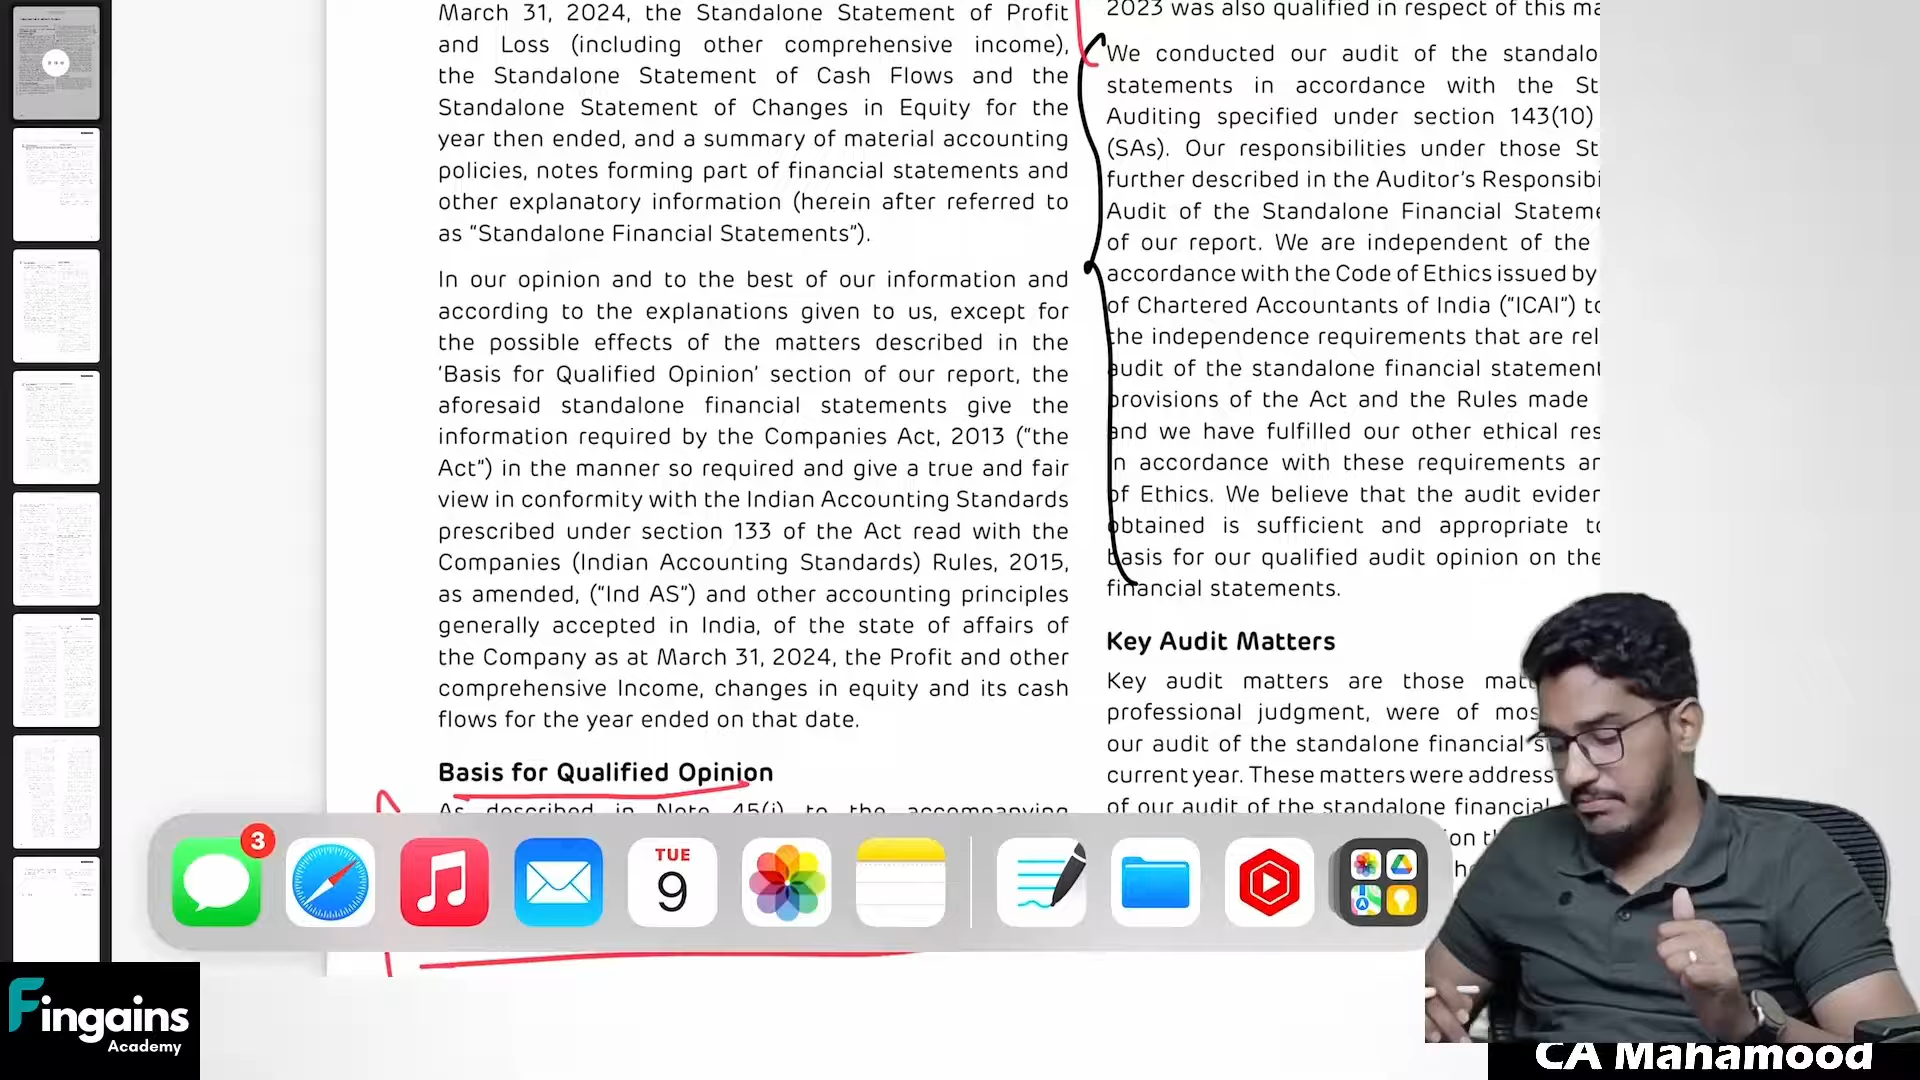 March 31, 2024, the Standalone Statement of Profit
and Loss (including other comprehensive income),
the Standalone Statement of Cash Flows and the
Standalone Statement of Changes in Equity for the
year then ended, and a summary of material accounting
policies, notes forming part of financial statements and
other explanatory information (herein after referred to
as “Standalone Financial Statements”).
In our opinion and to the best of our information and
according to the explanations given to us, except for
the possible effects of the matters described in the
‘Basis for Qualified Opinion’ section of our report, the
aforesaid standalone financial statements give the
information required by the Companies Act, 2013 (“the
Act”) in the manner so required and give a true and fair
view in conformity with the Indian Accounting Standards
prescribed under section 133 of the Act read with the
Companies (Indian Accounting Standards) Rules, 2015,
as amended, (“Ind AS”) and other accounting principles
generally accepted in India, of the state of affairs of
the Company as at March 31, 2024, the Profit and other
comprehensive Income, changes in equity and its cash
flows for the year ended on that date.
Basis for Qualified Opinion
As described in Note 45(i) to the accompanying
2023 was also qualified in respect of this ma
We conducted our audit of the standalo
statements in accordance with the St
Auditing specified under section 143(10)
(SAs). Our responsibilities under those St
further described in the Auditor’s Responsibi
Audit of the Standalone Financial Stateme
of our report. We are independent of the
accordance with the Code of Ethics issued by
of Chartered Accountants of India (“ICAI”) to
the independence requirements that are rel
audit of the standalone financial statement
provisions of the Act and the Rules made
and we have fulfilled our other ethical res
in accordance with these requirements an
of Ethics. We believe that the audit eviden
obtained is sufficient and appropriate to
basis for our qualified audit opinion on the
financial statements.
Key Audit Matters
Key audit matters are those mat
professional judgment, were of mos
our audit of the standalone financial s
current year. These matters were address
of our audit of the standalone financial
on th
3
TUE
9
Fingains
Academy
CA Mahamood